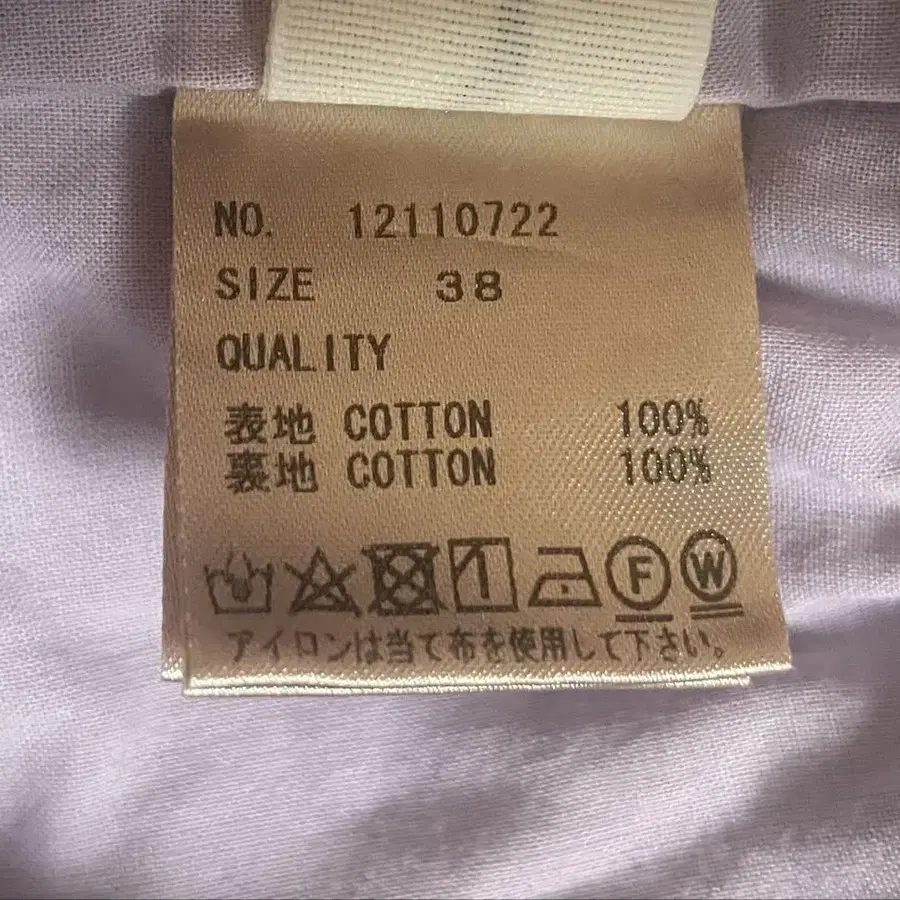 NO. 12110722
SIZE 38
QUALITY
表地 COTTON 100%
裏地 COTTON 100%
F W
アイロンは当て布を使用して下さい。